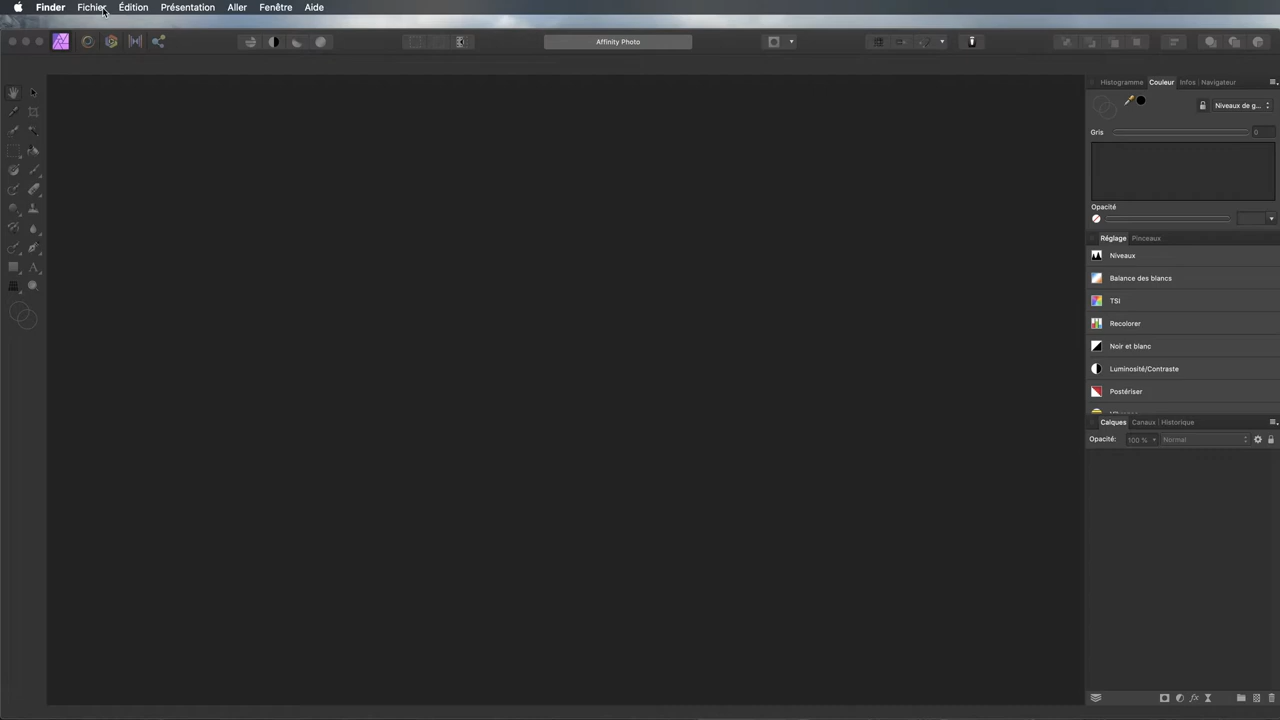 Finder Fichier Édition Présentation Aller Fenêtre Aide
Affinity Photo
Histogramme Couleur Infos Navigateur
Niveaux de g...
Gris 0
Opacité
Réglage Pinceaux
Niveaux
Balance des blancs
TSI
Recolorer
Noir et blanc
Luminosité/Contraste
Postériser
Calques Canaux Historique
Opacité: 100 % Normal